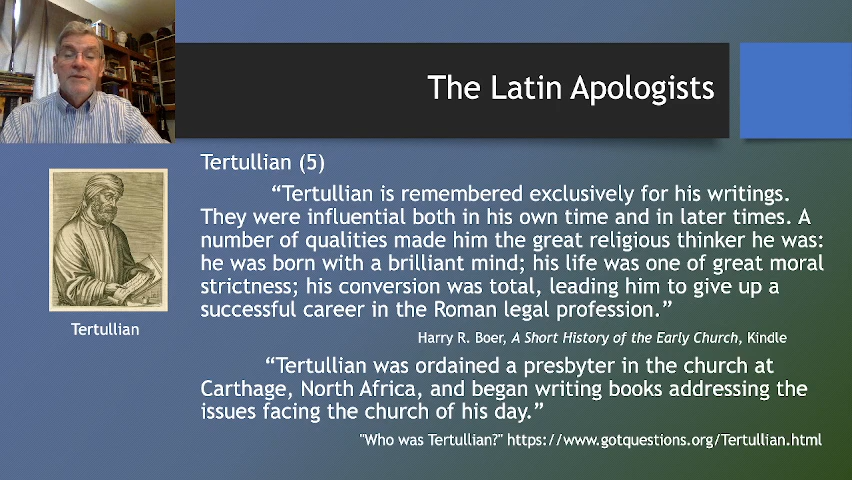 The Latin Apologists
Tertullian (5)
“Tertullian is remembered exclusively for his writings.
They were influential both in his own time and in later times. A
number of qualities made him the great religious thinker he was:
he was born with a brilliant mind; his life was one of great moral
strictness; his conversion was total, leading him to give up a
successful career in the Roman legal profession.”
Harry R. Boer, A Short History of the Early Church, Kindle
Tertullian
“Tertullian was ordained a presbyter in the church at
Carthage, North Africa, and began writing books addressing the
issues facing the church of his day.”
"Who was Tertullian?" https://www.gotquestions.org/Tertullian.html